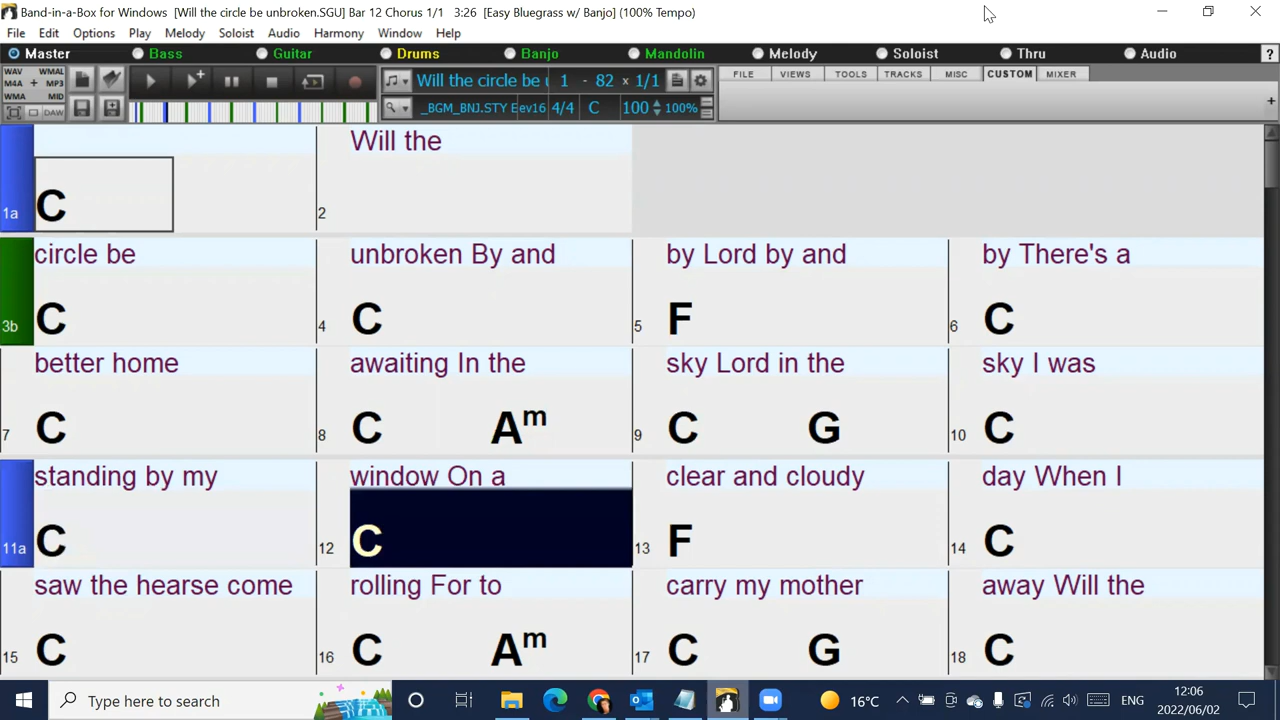 Band-in-a-Box for Windows [Will the circle be unbroken.SGU] Bar 12 Chorus 1/1 3:26 [Easy Bluegrass w/ Banjo] (100% Tempo)
File Edit Options Play Melody Soloist Audio Harmony Window Help
Master Bass Guitar Drums Banjo Mandolin Melody Soloist Thru Audio ?
WAV WMAL
M4A + MP3
WMA MID
DAW
Will the circle be 1 - 82 x 1/1
_BGM_BNJ.STY Eev16 4/4 C 100 100%
FILE VIEWS TOOLS TRACKS MISC CUSTOM MIXER
+
Will the
1a C 2
circle be unbroken By and by Lord by and by There's a
3b C 4 C 5 F 6 C
better home awaiting In the sky Lord in the sky I was
7 C 8 C Am 9 C G 10 C
standing by my window On a clear and cloudy day When I
11a C 12 C 13 F 14 C
saw the hearse come rolling For to carry my mother away Will the
15 C 16 C Am 17 C G 18 C
Type here to search 16°C ENG 12:06
2022/06/02